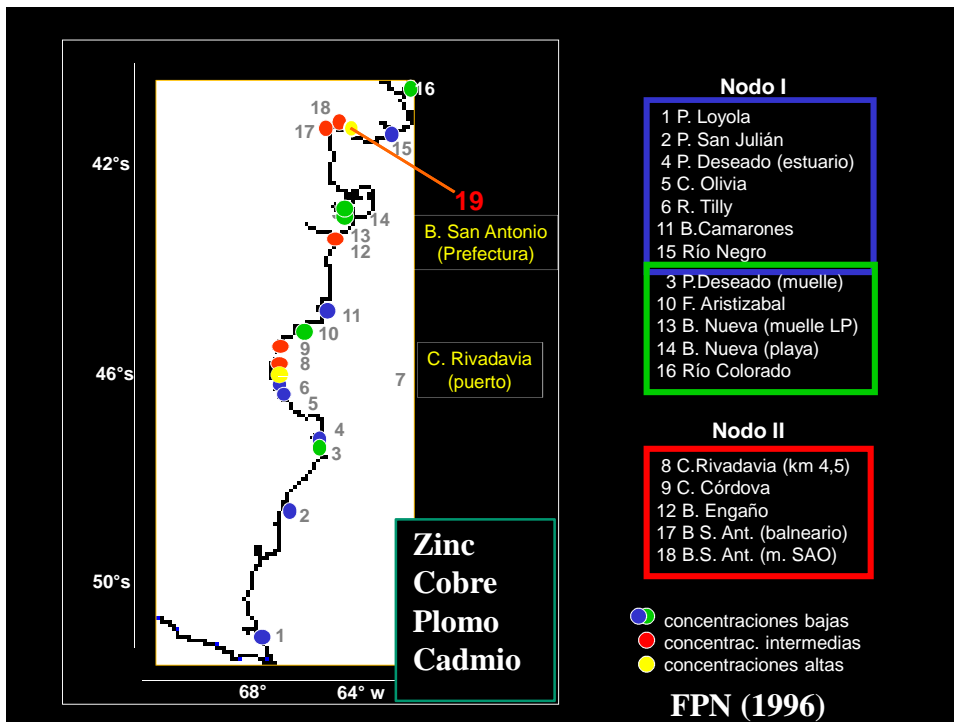 16
18
17
15
42°s
19
14
B. San Antonio
(Prefectura)
13
12
11
10
9
8
C. Rivadavia
(puerto)
7
46°s
6
5
4
3
2
50°s
1
68°
64° w
Zinc
Cobre
Plomo
Cadmio
Nodo I
1 P. Loyola
2 P. San Julián
4 P. Deseado (estuario)
5 C. Olivia
6 R. Tilly
11 B.Camarones
15 Río Negro
3 P.Deseado (muelle)
10 F. Aristizabal
13 B. Nueva (muelle LP)
14 B. Nueva (playa)
16 Río Colorado
Nodo II
8 C.Rivadavia (km 4,5)
9 C. Córdova
12 B. Engaño
17 B S. Ant. (balneario)
18 B.S. Ant. (m. SAO)
concentraciones bajas
concentrac. intermedias
concentraciones altas
FPN (1996)